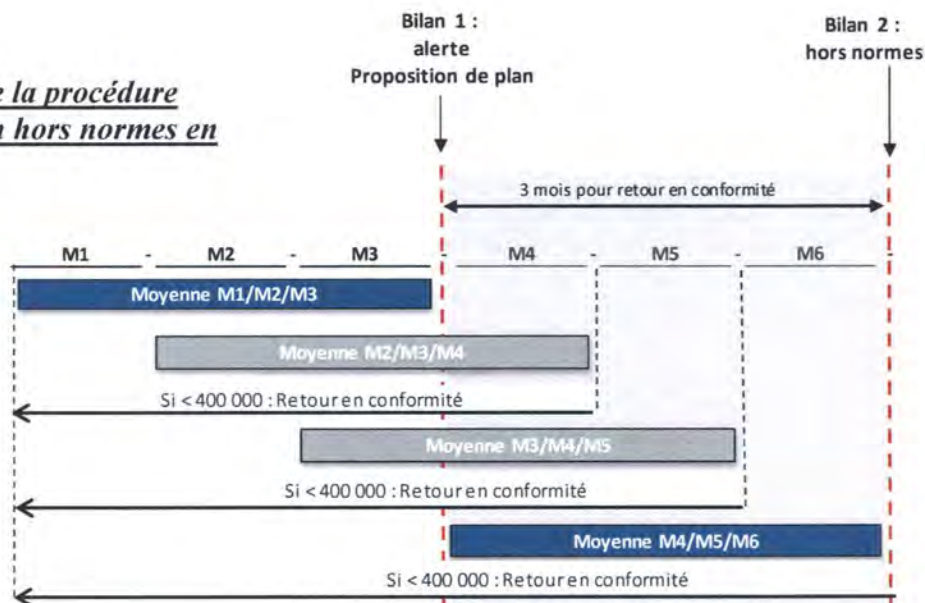 Bilan 1 :
alerte
Proposition de plan
Bilan 2 :
hors normes
e la procédure
n hors normes en
3 mois pour retour en conformité
M1 - M2 - M3 - M4 - M5 - M6 -
Moyenne M1/M2/M3
Moyenne M2/M3/M4
Si < 400 000 : Retour en conformité
Moyenne M3/M4/M5
Si < 400 000 : Retour en conformité
Moyenne M4/M5/M6
Si < 400 000 : Retour en conformité